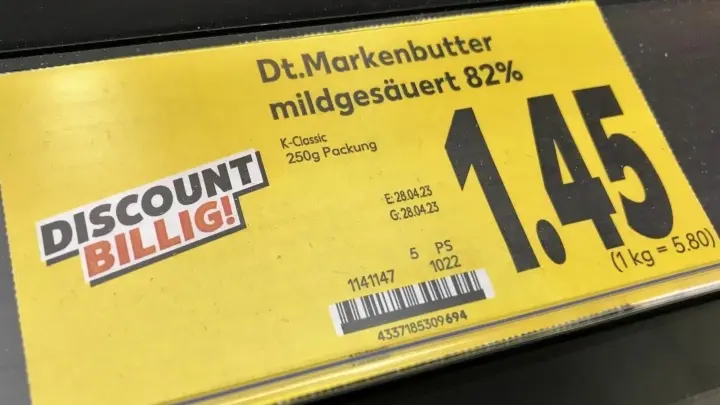 Dt.Markenbutter
mildgesäuert 82%
K-Classic
250g Packung
DISCOUNT
BILLIG!
E: 28.04.23
G: 28.04.23
1.45
(1 kg = 5.80)
5 PS
1141147 1022
4337185309694